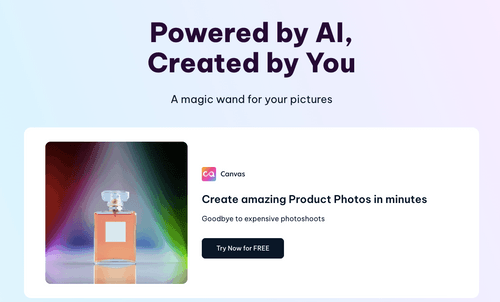 Powered by AI,
Created by You
A magic wand for your pictures
ca Canvas
Create amazing Product Photos in minutes
Goodbye to expensive photoshoots
Try Now for FREE